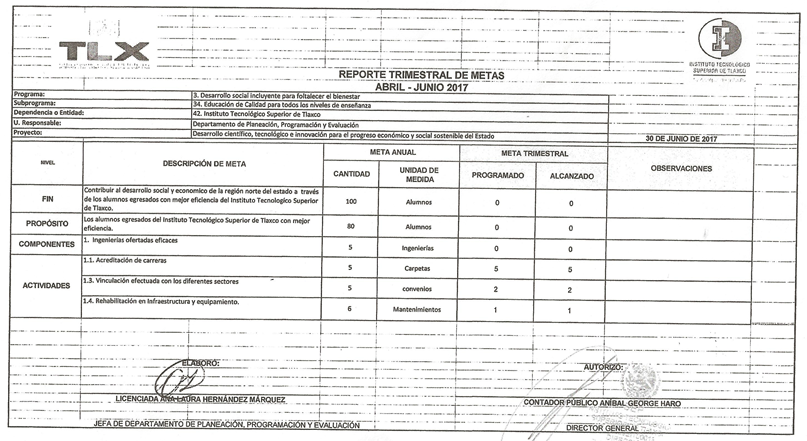 TLX
INSTITUTO TECNOLÓGICO
SUPERIOR DE TLAXCO
REPORTE TRIMESTRAL DE METAS
ABRIL - JUNIO 2017
Programa: 3. Desarrollo social incluyente para foltalecer el bienestar
Subprograma: 34. Educación de Calidad para todos los niveles de enseñanza
Dependencia o Entidad: 42. Instituto Tecnológico Superior de Tlaxco
U. Responsable: Departamento de Planeación, Programación y Evaluación
Proyecto: Desarrollo científico, tecnológico e innovación para el progreso económico y social sostenible del Estado
30 DE JUNIO DE 2017
NIVEL DESCRIPCIÓN DE META META ANUAL META TRIMESTRAL OBSERVACIONES
CANTIDAD UNIDAD DE MEDIDA PROGRAMADO ALCANZADO
FIN Contribuir al desarrollo social y economico de la región norte del estado a través
de los alumnos egresados con mejor eficiencia del Instituto Tecnologico Superior
de Tlaxco. 100 Alumnos 0 0
PROPÓSITO Los alumnos egresados del Instituto Tecnológico Superior de Tlaxco con mejor
eficiencia. 80 Alumnos 0 0
COMPONENTES 1. Ingenierías ofertadas eficaces 5 Ingenierías 0 0
ACTIVIDADES 1.1. Acreditación de carreras 5 Carpetas 5 5
1.3. Vinculación efectuada con los diferentes sectores 5 convenios 2 2
1.4. Rehabilitación en Infraestructura y equipamiento. 6 Mantenimientos 1 1
ELABORÓ:
AUTORIZO:
LICENCIADA ANA LAURA HERNÁNDEZ MÁRQUEZ
CONTADOR PÚBLICO ANÍBAL GEORGE HARO
JEFA DE DEPARTAMENTO DE PLANEACIÓN, PROGRAMACIÓN Y EVALUACIÓN
DIRECTOR GENERAL